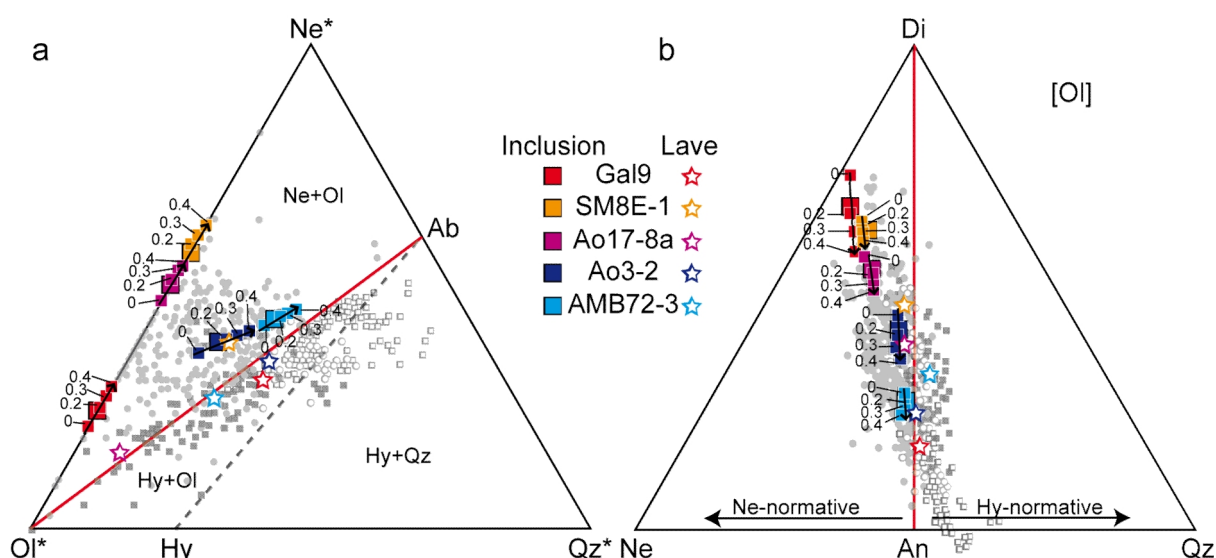 a
Ne*
Ne+Ol
Ab
Hy+Ol
Hy+Qz
Ol*
Hy
Qz*
0.4
0.3
0.2
0.4
0.3
0.2
0
0.2
0.3
0.4
0
0.4
0.3
0.2
0
0.4
0.3
0.2
0
Inclusion Lave
Gal9
SM8E-1
Ao17-8a
Ao3-2
AMB72-3
b
Di
[Ol]
0
0.2
0.3
0.4
0
0.2
0.3
0.4
0
0.2
0.3
0.4
0
0.2
0.3
0.4
0
0.2
0.3
0.4
Ne-normative
Hy-normative
Ne
An
Qz